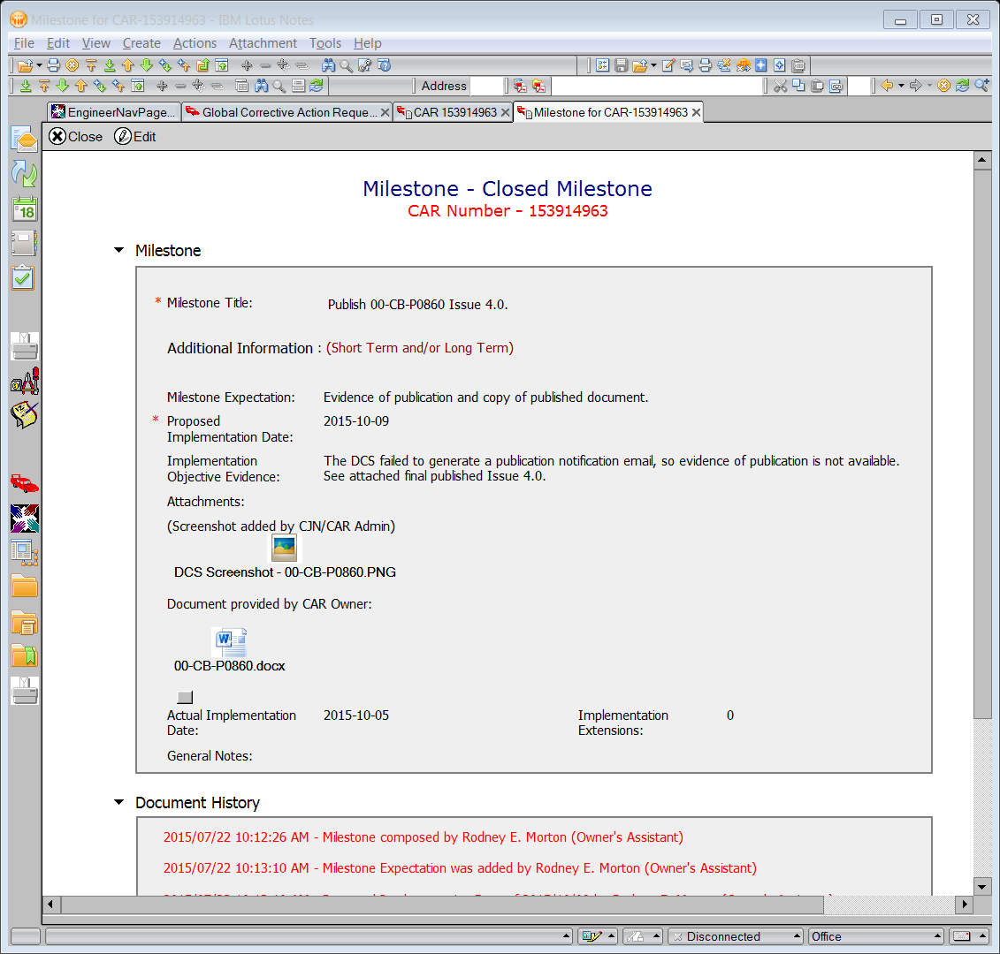 Milestone for CAR-153914963 - IBM Lotus Notes
File Edit View Create Actions Attachment Tools Help
Address
EngineerNavPage... Global Corrective Action Reque... CAR 153914963 Milestone for CAR-153914963
Close Edit
18
Milestone - Closed Milestone
CAR Number - 153914963
Milestone
* Milestone Title: Publish 00-CB-P0860 Issue 4.0.
Additional Information : (Short Term and/or Long Term)
Milestone Expectation: Evidence of publication and copy of published document.
* Proposed 2015-10-09
Implementation Date:
Implementation The DCS failed to generate a publication notification email, so evidence of publication is not available.
Objective Evidence: See attached final published Issue 4.0.
Attachments:
(Screenshot added by CJN/CAR Admin)
DCS Screenshot - 00-CB-P0860.PNG
Document provided by CAR Owner:
W
00-CB-P0860.docx
Actual Implementation 2015-10-05 Implementation 0
Date: Extensions:
General Notes:
Document History
2015/07/22 10:12:26 AM - Milestone composed by Rodney E. Morton (Owner's Assistant)
2015/07/22 10:13:10 AM - Milestone Expectation was added by Rodney E. Morton (Owner's Assistant)
Disconnected Office